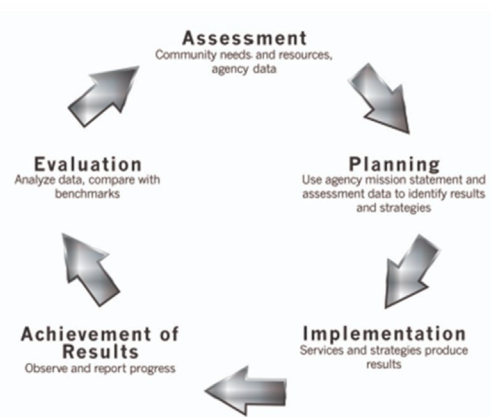 Assessment
Community needs and resources,
agency data
Evaluation
Analyze data, compare with
benchmarks
Planning
Use agency mission statement and
assessment data to identify results
and strategies
Achievement of
Results
Observe and report progress
Implementation
Services and strategies produce
results